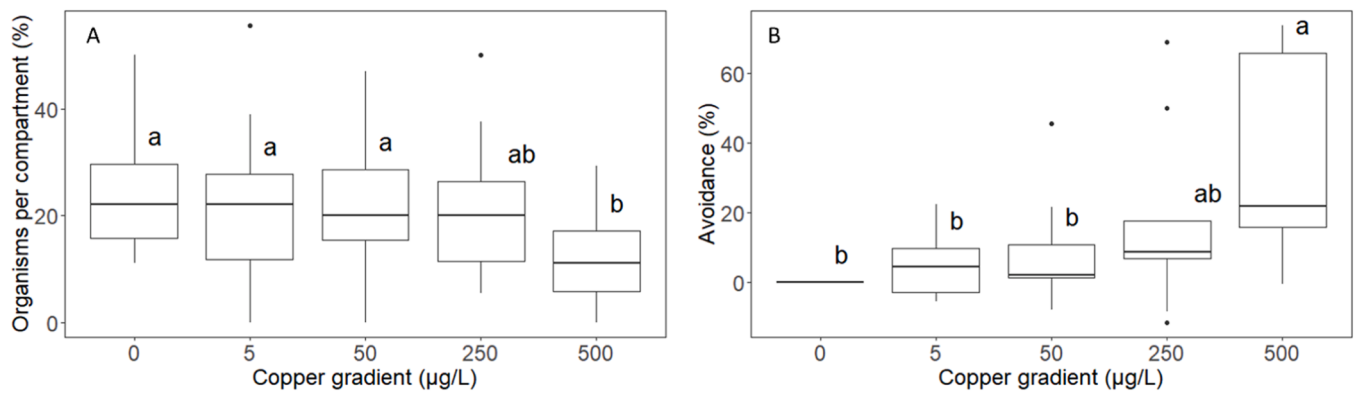 A
Organisms per compartment (%)
40
20
0
a
a
a
ab
b
0 5 50 250 500
Copper gradient (µg/L)
B
Avoidance (%)
60
40
20
0
b
b
b
ab
a
0 5 50 250 500
Copper gradient (µg/L)